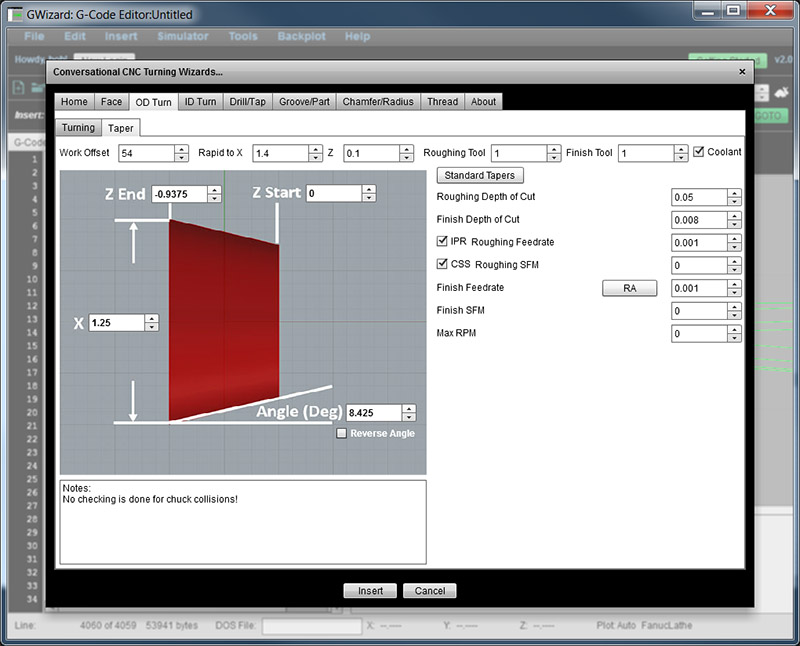 GWizard: G-Code Editor:Untitled
File Edit Insert Simulator Tools Backplot Help
v2.0
Conversational CNC Turning Wizards...
Home Face OD Turn ID Turn Drill/Tap Groove/Part Chamfer/Radius Thread About
Insert:
GOTO
Turning Taper
G-Code
Work Offset 54 Rapid to X 1.4 Z 0.1 Roughing Tool 1 Finish Tool 1 Coolant
Standard Tapers
Z End -0.9375 Z Start 0
Roughing Depth of Cut 0.05
Finish Depth of Cut 0.008
IPR Roughing Feedrate 0.001
CSS Roughing SFM 0
Finish Feedrate RA 0.001
Finish SFM 0
X 1.25
Max RPM 0
Angle (Deg) 8.425
Reverse Angle
Notes:
No checking is done for chuck collisions!
Insert Cancel
1
2
3
4
5
6
7
8
9
10
11
12
13
14
15
16
17
18
19
20
21
22
23
24
25
26
27
28
29
30
31
32
33
34
Line: 4060 of 4059 53941 bytes DOS File: X: --.---- Y: --.---- Z: --.---- Plot Auto FanucLathe